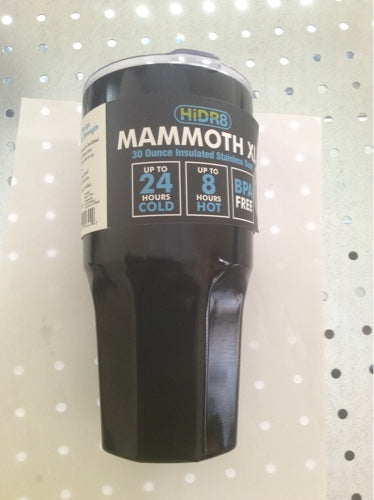 HiDR8
MAMMOTH XL
30 Ounce Insulated Stainless
UP TO
24
HOURS
COLD
UP TO
8
HOURS
HOT
BPA
FREE